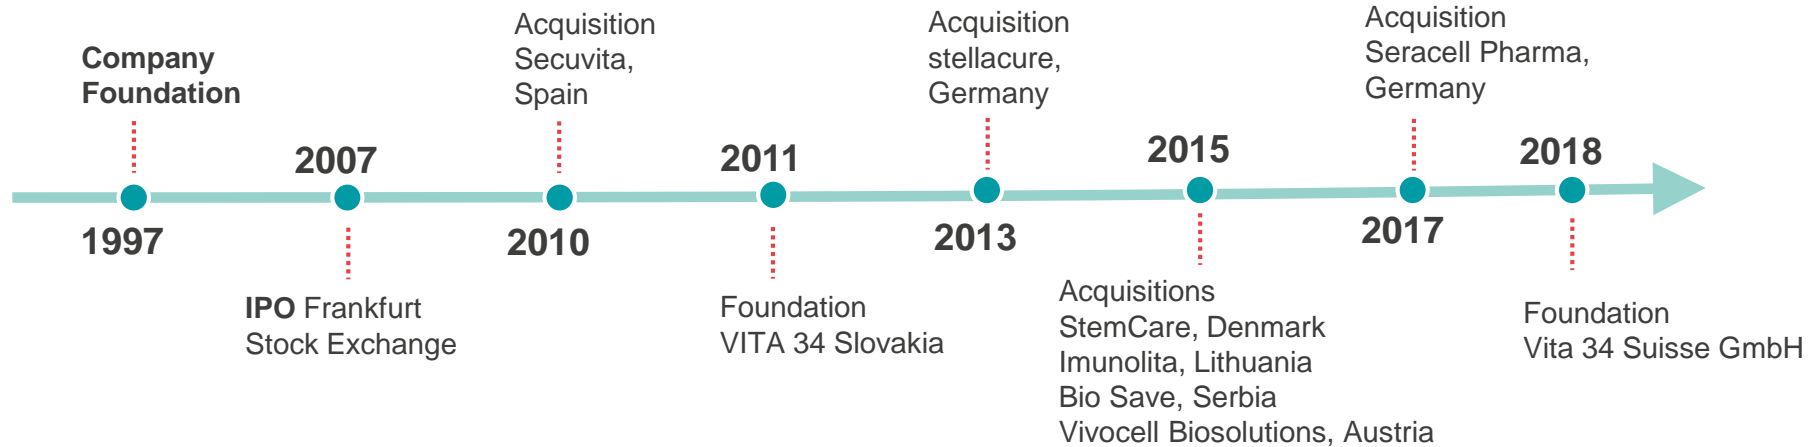 Company
Foundation
1997
2007
IPO Frankfurt
Stock Exchange
Acquisition
Secuvita,
Spain
2010
2011
Foundation
VITA 34 Slovakia
Acquisition
stellacure,
Germany
2013
2015
Acquisitions
StemCare, Denmark
Imunolita, Lithuania
Bio Save, Serbia
Vivocell Biosolutions, Austria
Acquisition
Seracell Pharma,
Germany
2017
2018
Foundation
Vita 34 Suisse GmbH